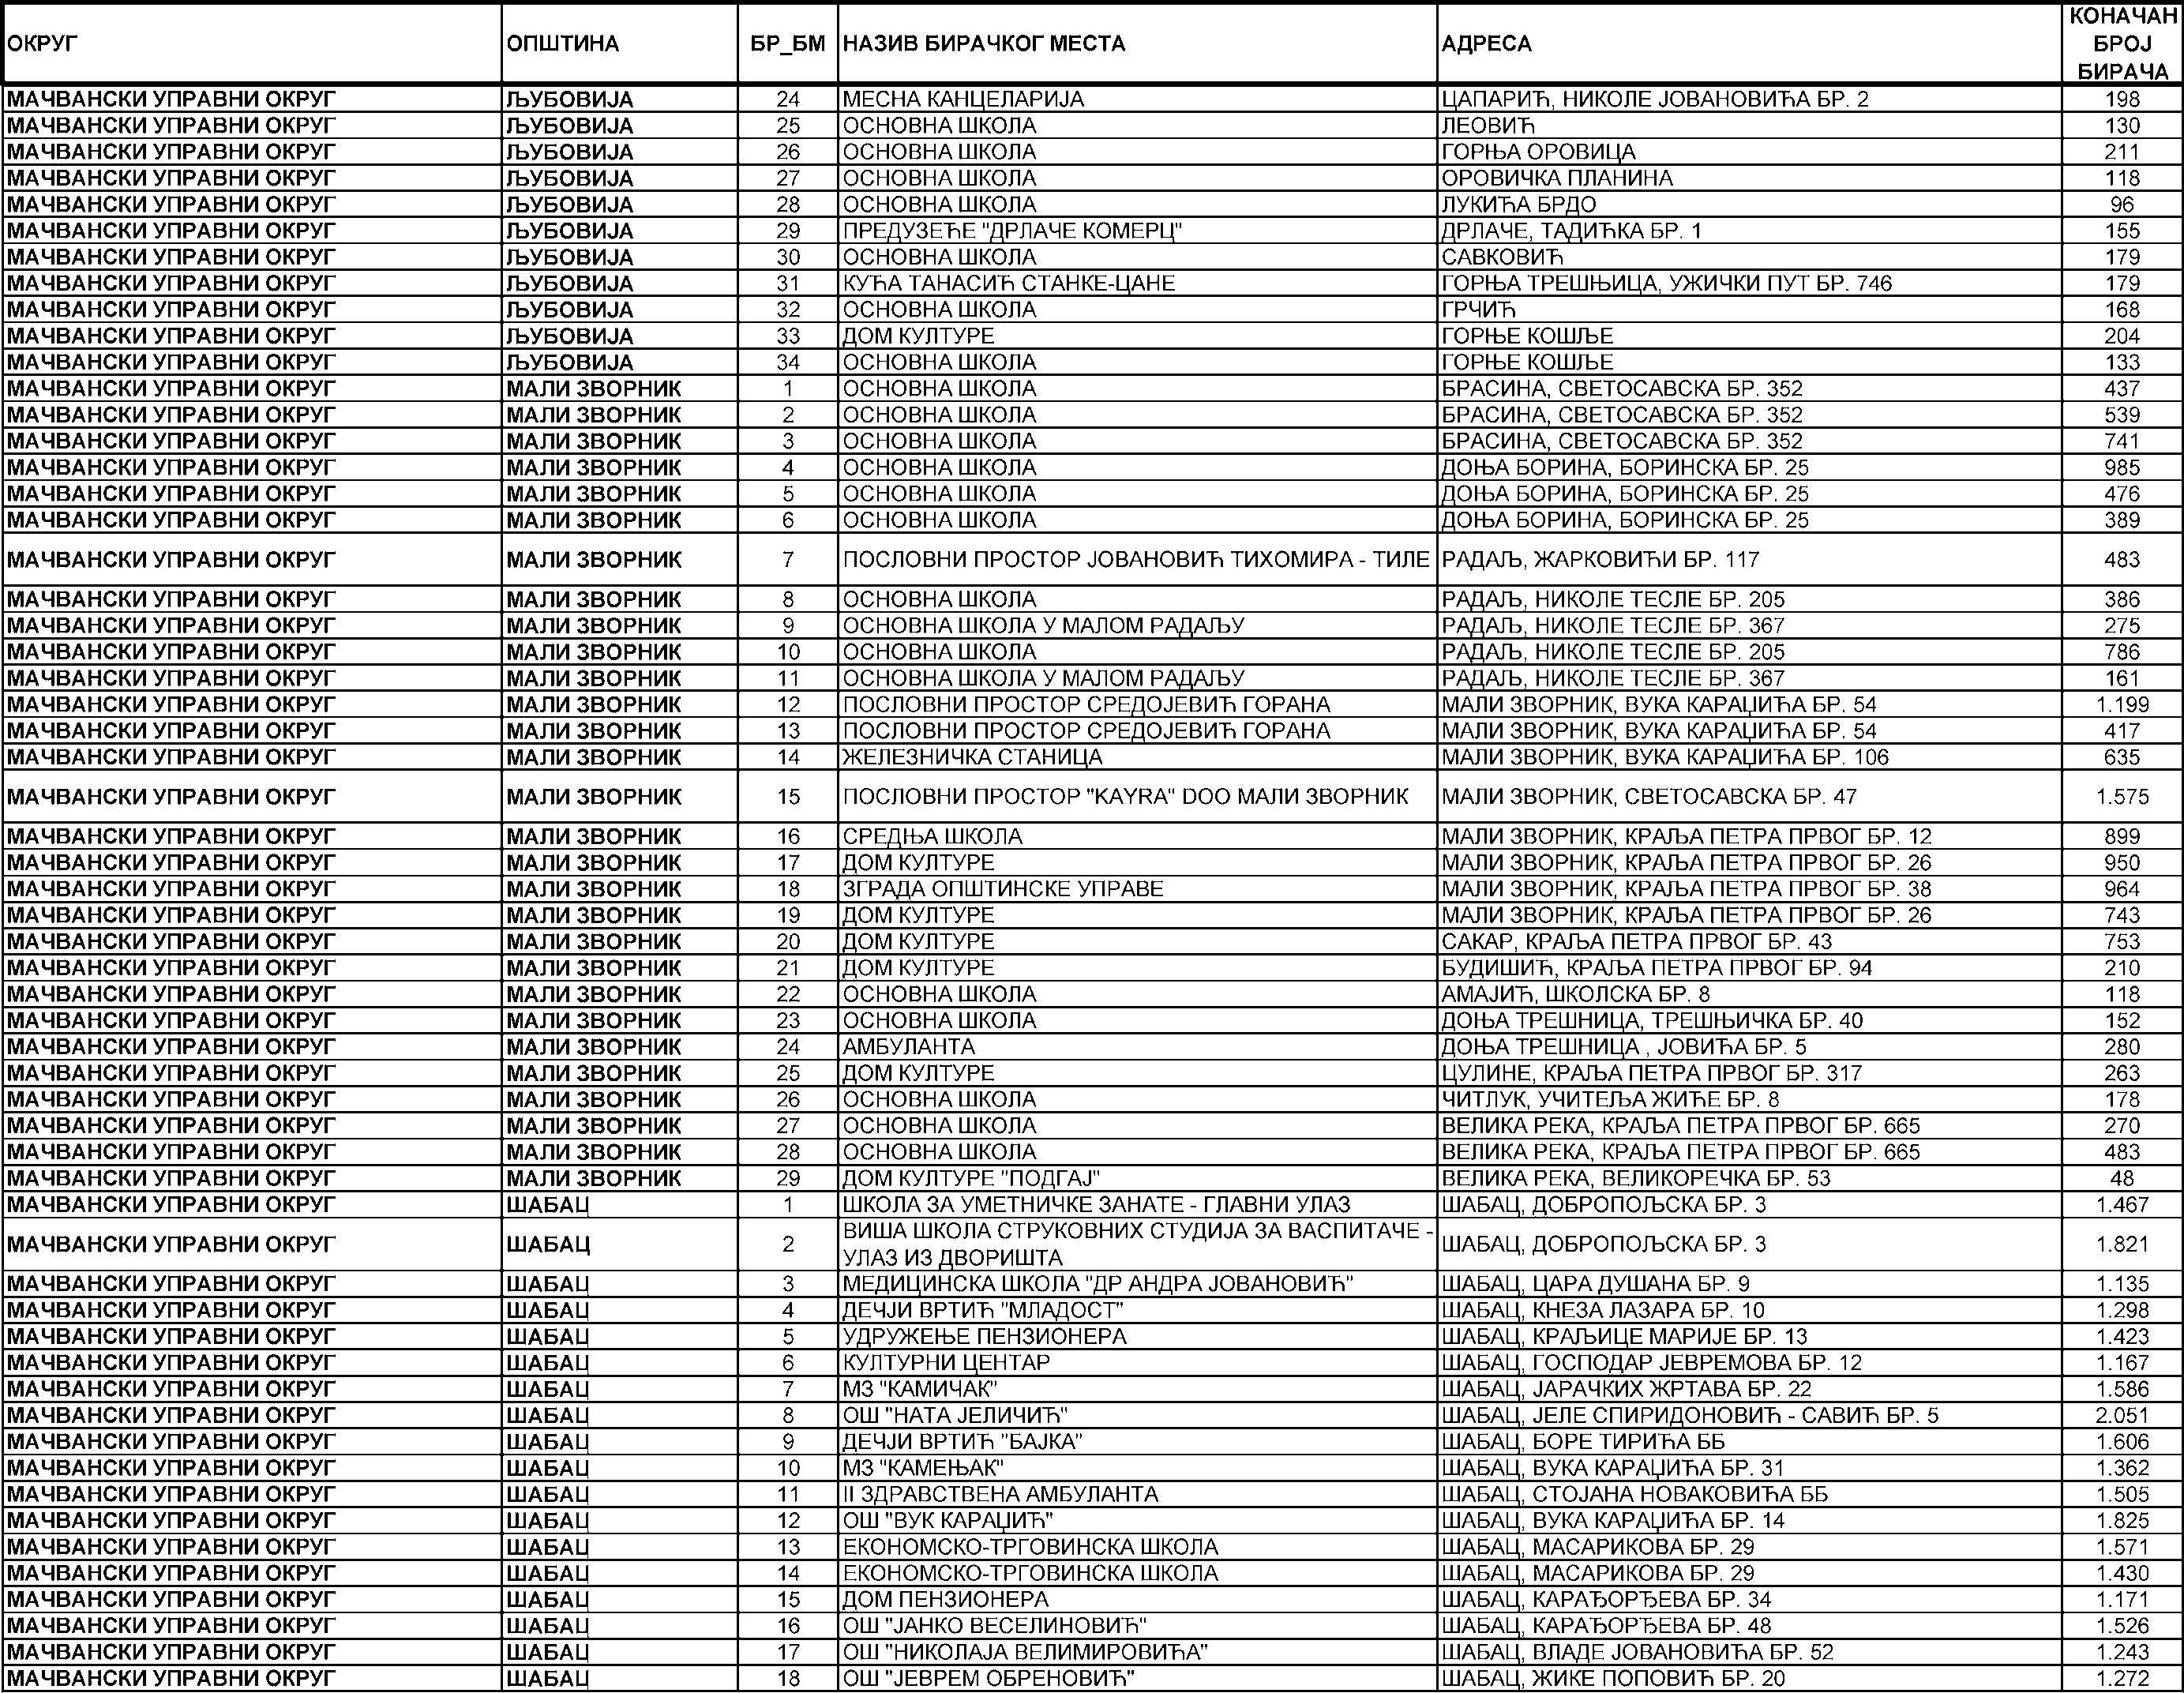 ОКРУГ ОПШТИНА БР_БМ НАЗИВ БИРАЧКОГ МЕСТА АДРЕСА КОНАЧАН БРОЈ БИРАЧА
МАЧВАНСКИ УПРАВНИ ОКРУГ ЉУБОВИЈА 24 МЕСНА КАНЦЕЛАРИЈА ЦАПАРИЋ, НИКОЛЕ ЈОВАНОВИЋА БР. 2 198
МАЧВАНСКИ УПРАВНИ ОКРУГ ЉУБОВИЈА 25 ОСНОВНА ШКОЛА ЛЕОВИЋ 130
МАЧВАНСКИ УПРАВНИ ОКРУГ ЉУБОВИЈА 26 ОСНОВНА ШКОЛА ГОРЊА ОРОВИЦА 211
МАЧВАНСКИ УПРАВНИ ОКРУГ ЉУБОВИЈА 27 ОСНОВНА ШКОЛА ОРОВИЧКА ПЛАНИНА 118
МАЧВАНСКИ УПРАВНИ ОКРУГ ЉУБОВИЈА 28 ОСНОВНА ШКОЛА ЛУКИЋА БРДО 96
МАЧВАНСКИ УПРАВНИ ОКРУГ ЉУБОВИЈА 29 ПРЕДУЗЕЋЕ "ДРЛАЧЕ КОМЕРЦ" ДРЛАЧЕ, ТАДИЋКА БР. 1 155
МАЧВАНСКИ УПРАВНИ ОКРУГ ЉУБОВИЈА 30 ОСНОВНА ШКОЛА САВКОВИЋ 179
МАЧВАНСКИ УПРАВНИ ОКРУГ ЉУБОВИЈА 31 КУЋА ТАНАСИЋ СТАНКЕ-ЦАНЕ ГОРЊА ТРЕШЊИЦА, УЖИЧКИ ПУТ БР. 746 179
МАЧВАНСКИ УПРАВНИ ОКРУГ ЉУБОВИЈА 32 ОСНОВНА ШКОЛА ГРЧИЋ 168
МАЧВАНСКИ УПРАВНИ ОКРУГ ЉУБОВИЈА 33 ДОМ КУЛТУРЕ ГОРЊЕ КОШЉЕ 204
МАЧВАНСКИ УПРАВНИ ОКРУГ ЉУБОВИЈА 34 ОСНОВНА ШКОЛА ГОРЊЕ КОШЉЕ 133
МАЧВАНСКИ УПРАВНИ ОКРУГ МАЛИ ЗВОРНИК 1 ОСНОВНА ШКОЛА БРАСИНА, СВЕТОСАВСКА БР. 352 437
МАЧВАНСКИ УПРАВНИ ОКРУГ МАЛИ ЗВОРНИК 2 ОСНОВНА ШКОЛА БРАСИНА, СВЕТОСАВСКА БР. 352 539
МАЧВАНСКИ УПРАВНИ ОКРУГ МАЛИ ЗВОРНИК 3 ОСНОВНА ШКОЛА БРАСИНА, СВЕТОСАВСКА БР. 352 741
МАЧВАНСКИ УПРАВНИ ОКРУГ МАЛИ ЗВОРНИК 4 ОСНОВНА ШКОЛА ДОЊА БОРИНА, БОРИНСКА БР. 25 985
МАЧВАНСКИ УПРАВНИ ОКРУГ МАЛИ ЗВОРНИК 5 ОСНОВНА ШКОЛА ДОЊА БОРИНА, БОРИНСКА БР. 25 476
МАЧВАНСКИ УПРАВНИ ОКРУГ МАЛИ ЗВОРНИК 6 ОСНОВНА ШКОЛА ДОЊА БОРИНА, БОРИНСКА БР. 25 389
МАЧВАНСКИ УПРАВНИ ОКРУГ МАЛИ ЗВОРНИК 7 ПОСЛОВНИ ПРОСТОР ЈОВАНОВИЋ ТИХОМИРА - ТИЛЕ РАДАЉ, ЖАРКОВИЋИ БР. 117 483
МАЧВАНСКИ УПРАВНИ ОКРУГ МАЛИ ЗВОРНИК 8 ОСНОВНА ШКОЛА РАДАЉ, НИКОЛЕ ТЕСЛЕ БР. 205 386
МАЧВАНСКИ УПРАВНИ ОКРУГ МАЛИ ЗВОРНИК 9 ОСНОВНА ШКОЛА У МАЛОМ РАДАЉУ РАДАЉ, НИКОЛЕ ТЕСЛЕ БР. 367 275
МАЧВАНСКИ УПРАВНИ ОКРУГ МАЛИ ЗВОРНИК 10 ОСНОВНА ШКОЛА РАДАЉ, НИКОЛЕ ТЕСЛЕ БР. 205 786
МАЧВАНСКИ УПРАВНИ ОКРУГ МАЛИ ЗВОРНИК 11 ОСНОВНА ШКОЛА У МАЛОМ РАДАЉУ РАДАЉ, НИКОЛЕ ТЕСЛЕ БР. 367 161
МАЧВАНСКИ УПРАВНИ ОКРУГ МАЛИ ЗВОРНИК 12 ПОСЛОВНИ ПРОСТОР СРЕДОЈЕВИЋ ГОРАНА МАЛИ ЗВОРНИК, ВУКА КАРАЏИЋА БР. 54 1.199
МАЧВАНСКИ УПРАВНИ ОКРУГ МАЛИ ЗВОРНИК 13 ПОСЛОВНИ ПРОСТОР СРЕДОЈЕВИЋ ГОРАНА МАЛИ ЗВОРНИК, ВУКА КАРАЏИЋА БР. 54 417
МАЧВАНСКИ УПРАВНИ ОКРУГ МАЛИ ЗВОРНИК 14 ЖЕЛЕЗНИЧКА СТАНИЦА МАЛИ ЗВОРНИК, ВУКА КАРАЏИЋА БР. 106 635
МАЧВАНСКИ УПРАВНИ ОКРУГ МАЛИ ЗВОРНИК 15 ПОСЛОВНИ ПРОСТОР "KAYRA" DOO МАЛИ ЗВОРНИК МАЛИ ЗВОРНИК, СВЕТОСАВСКА БР. 47 1.575
МАЧВАНСКИ УПРАВНИ ОКРУГ МАЛИ ЗВОРНИК 16 СРЕДЊА ШКОЛА МАЛИ ЗВОРНИК, КРАЉА ПЕТРА ПРВОГ БР. 12 899
МАЧВАНСКИ УПРАВНИ ОКРУГ МАЛИ ЗВОРНИК 17 ДОМ КУЛТУРЕ МАЛИ ЗВОРНИК, КРАЉА ПЕТРА ПРВОГ БР. 26 950
МАЧВАНСКИ УПРАВНИ ОКРУГ МАЛИ ЗВОРНИК 18 ЗГРАДА ОПШТИНСКЕ УПРАВЕ МАЛИ ЗВОРНИК, КРАЉА ПЕТРА ПРВОГ БР. 38 964
МАЧВАНСКИ УПРАВНИ ОКРУГ МАЛИ ЗВОРНИК 19 ДОМ КУЛТУРЕ МАЛИ ЗВОРНИК, КРАЉА ПЕТРА ПРВОГ БР. 26 743
МАЧВАНСКИ УПРАВНИ ОКРУГ МАЛИ ЗВОРНИК 20 ДОМ КУЛТУРЕ САКАР, КРАЉА ПЕТРА ПРВОГ БР. 43 753
МАЧВАНСКИ УПРАВНИ ОКРУГ МАЛИ ЗВОРНИК 21 ДОМ КУЛТУРЕ БУДИШИЋ, КРАЉА ПЕТРА ПРВОГ БР. 94 210
МАЧВАНСКИ УПРАВНИ ОКРУГ МАЛИ ЗВОРНИК 22 ОСНОВНА ШКОЛА АМАЈИЋ, ШКОЛСКА БР. 8 118
МАЧВАНСКИ УПРАВНИ ОКРУГ МАЛИ ЗВОРНИК 23 ОСНОВНА ШКОЛА ДОЊА ТРЕШНИЦА, ТРЕШЊИЧКА БР. 40 152
МАЧВАНСКИ УПРАВНИ ОКРУГ МАЛИ ЗВОРНИК 24 АМБУЛАНТА ДОЊА ТРЕШНИЦА , ЈОВИЋА БР. 5 280
МАЧВАНСКИ УПРАВНИ ОКРУГ МАЛИ ЗВОРНИК 25 ДОМ КУЛТУРЕ ЦУЛИНЕ, КРАЉА ПЕТРА ПРВОГ БР. 317 263
МАЧВАНСКИ УПРАВНИ ОКРУГ МАЛИ ЗВОРНИК 26 ОСНОВНА ШКОЛА ЧИТЛУК, УЧИТЕЉА ЖИЋЕ БР. 8 178
МАЧВАНСКИ УПРАВНИ ОКРУГ МАЛИ ЗВОРНИК 27 ОСНОВНА ШКОЛА ВЕЛИКА РЕКА, КРАЉА ПЕТРА ПРВОГ БР. 665 270
МАЧВАНСКИ УПРАВНИ ОКРУГ МАЛИ ЗВОРНИК 28 ОСНОВНА ШКОЛА ВЕЛИКА РЕКА, КРАЉА ПЕТРА ПРВОГ БР. 665 483
МАЧВАНСКИ УПРАВНИ ОКРУГ МАЛИ ЗВОРНИК 29 ДОМ КУЛТУРЕ "ПОДГАЈ" ВЕЛИКА РЕКА, ВЕЛИКОРЕЧКА БР. 53 48
МАЧВАНСКИ УПРАВНИ ОКРУГ ШАБАЦ 1 ШКОЛА ЗА УМЕТНИЧКЕ ЗАНАТЕ - ГЛАВНИ УЛАЗ ШАБАЦ, ДОБРОПОЉСКА БР. 3 1.467
МАЧВАНСКИ УПРАВНИ ОКРУГ ШАБАЦ 2 ВИША ШКОЛА СТРУКОВНИХ СТУДИЈА ЗА ВАСПИТАЧЕ -
УЛАЗ ИЗ ДВОРИШТА ШАБАЦ, ДОБРОПОЉСКА БР. 3 1.821
МАЧВАНСКИ УПРАВНИ ОКРУГ ШАБАЦ 3 МЕДИЦИНСКА ШКОЛА "ДР АНДРА ЈОВАНОВИЋ" ШАБАЦ, ЦАРА ДУШАНА БР. 9 1.135
МАЧВАНСКИ УПРАВНИ ОКРУГ ШАБАЦ 4 ДЕЧЈИ ВРТИЋ "МЛАДОСТ" ШАБАЦ, КНЕЗА ЛАЗАРА БР. 10 1.298
МАЧВАНСКИ УПРАВНИ ОКРУГ ШАБАЦ 5 УДРУЖЕЊЕ ПЕНЗИОНЕРА ШАБАЦ, КРАЉИЦЕ МАРИЈЕ БР. 13 1.423
МАЧВАНСКИ УПРАВНИ ОКРУГ ШАБАЦ 6 КУЛТУРНИ ЦЕНТАР ШАБАЦ, ГОСПОДАР ЈЕВРЕМОВА БР. 12 1.167
МАЧВАНСКИ УПРАВНИ ОКРУГ ШАБАЦ 7 МЗ "КАМИЧАК" ШАБАЦ, ЈАРАЧКИХ ЖРТАВА БР. 22 1.586
МАЧВАНСКИ УПРАВНИ ОКРУГ ШАБАЦ 8 ОШ "НАТА ЈЕЛИЧИЋ" ШАБАЦ, ЈЕЛЕ СПИРИДОНОВИЋ - САВИЋ БР. 5 2.051
МАЧВАНСКИ УПРАВНИ ОКРУГ ШАБАЦ 9 ДЕЧЈИ ВРТИЋ "БАЈКА" ШАБАЦ, БОРЕ ТИРИЋА ББ 1.606
МАЧВАНСКИ УПРАВНИ ОКРУГ ШАБАЦ 10 МЗ "КАМЕЊАК" ШАБАЦ, ВУКА КАРАЏИЋА БР. 31 1.362
МАЧВАНСКИ УПРАВНИ ОКРУГ ШАБАЦ 11 II ЗДРАВСТВЕНА АМБУЛАНТА ШАБАЦ, СТОЈАНА НОВАКОВИЋА ББ 1.505
МАЧВАНСКИ УПРАВНИ ОКРУГ ШАБАЦ 12 ОШ "ВУК КАРАЏИЋ" ШАБАЦ, ВУКА КАРАЏИЋА БР. 14 1.825
МАЧВАНСКИ УПРАВНИ ОКРУГ ШАБАЦ 13 ЕКОНОМСКО-ТРГОВИНСКА ШКОЛА ШАБАЦ, МАСАРИКОВА БР. 29 1.571
МАЧВАНСКИ УПРАВНИ ОКРУГ ШАБАЦ 14 ЕКОНОМСКО-ТРГОВИНСКА ШКОЛА ШАБАЦ, МАСАРИКОВА БР. 29 1.430
МАЧВАНСКИ УПРАВНИ ОКРУГ ШАБАЦ 15 ДОМ ПЕНЗИОНЕРА ШАБАЦ, КАРАЂОРЂЕВА БР. 34 1.171
МАЧВАНСКИ УПРАВНИ ОКРУГ ШАБАЦ 16 ОШ "ЈАНКО ВЕСЕЛИНОВИЋ" ШАБАЦ, КАРАЂОРЂЕВА БР. 48 1.526
МАЧВАНСКИ УПРАВНИ ОКРУГ ШАБАЦ 17 ОШ "НИКОЛАЈА ВЕЛИМИРОВИЋА" ШАБАЦ, ВЛАДЕ ЈОВАНОВИЋА БР. 52 1.243
МАЧВАНСКИ УПРАВНИ ОКРУГ ШАБАЦ 18 ОШ "ЈЕВРЕМ ОБРЕНОВИЋ" ШАБАЦ, ЖИКЕ ПОПОВИЋ БР. 20 1.272